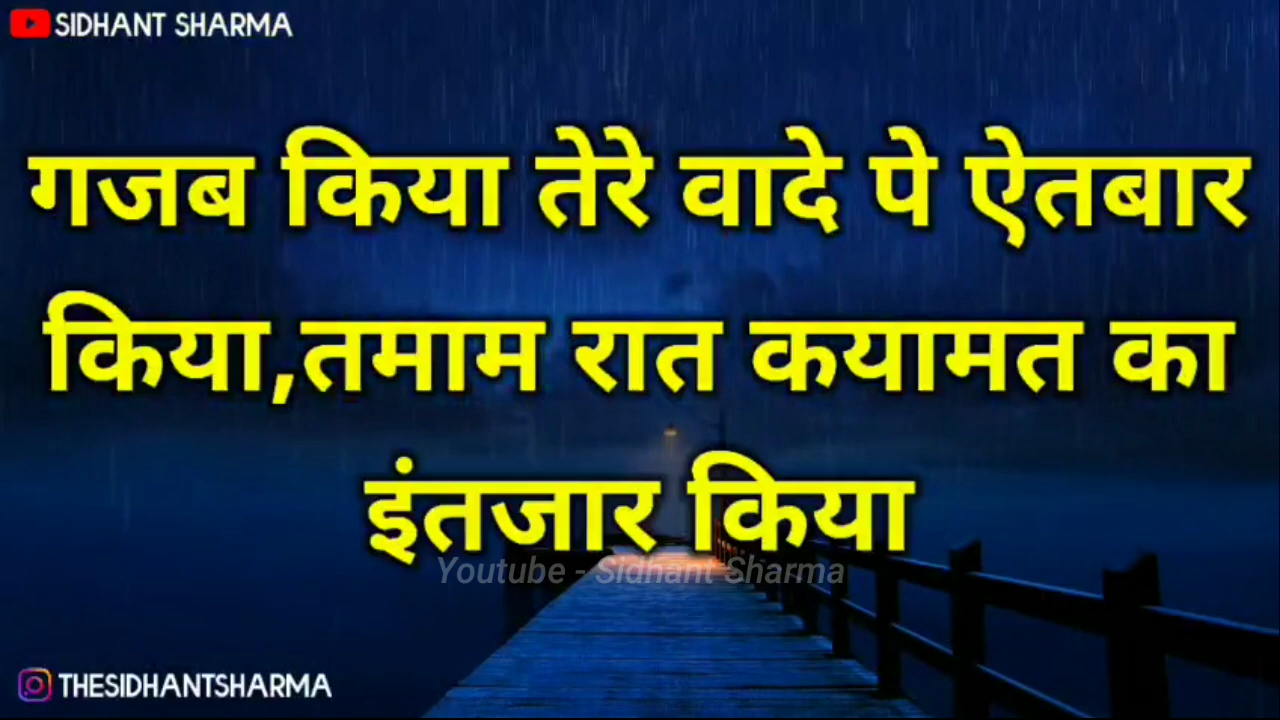 SIDHANT SHARMA
गजब किया तेरे वादे पे ऐतबार
किया,तमाम रात कयामत का
इंतजार किया
Youtube - Sidhant Sharma
THESIDHANTSHARMA